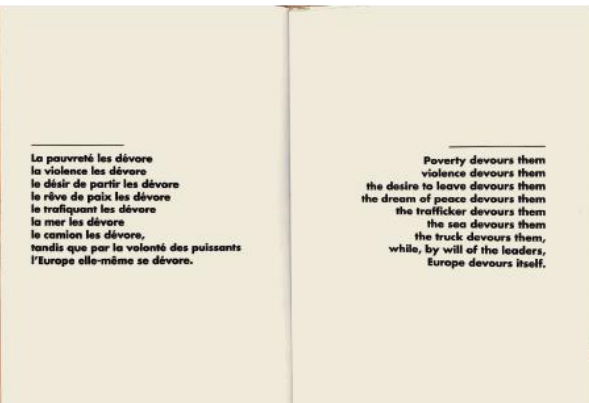 La pauvreté les dévore
la violence les dévore
le désir de partir les dévore
le rêve de paix les dévore
le trafiquant les dévore
la mer les dévore
le camion les dévore,
tandis que par la volonté des puissants
l'Europe elle-même se dévore.
Poverty devours them
violence devours them
the desire to leave devours them
the dream of peace devours them
the trafficker devours them
the sea devours them
the truck devours them,
while, by will of the leaders,
Europe devours itself.